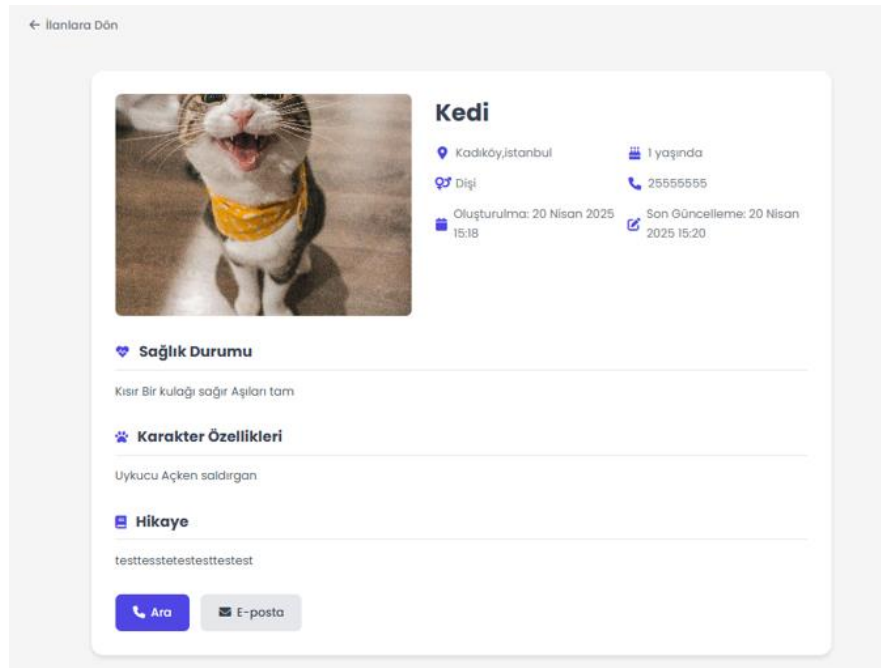 ← İlanlara Dön
Kedi
Kadıköy,istanbul
1 yaşında
Dişi
25555555
Oluşturulma: 20 Nisan 2025
15:18
Son Güncelleme: 20 Nisan
2025 15:20
Sağlık Durumu
Kısır Bir kulağı sağır Aşıları tam
Karakter Özellikleri
Uykucu Açken saldırgan
Hikaye
testtesstetestesttestest
Ara
E-posta